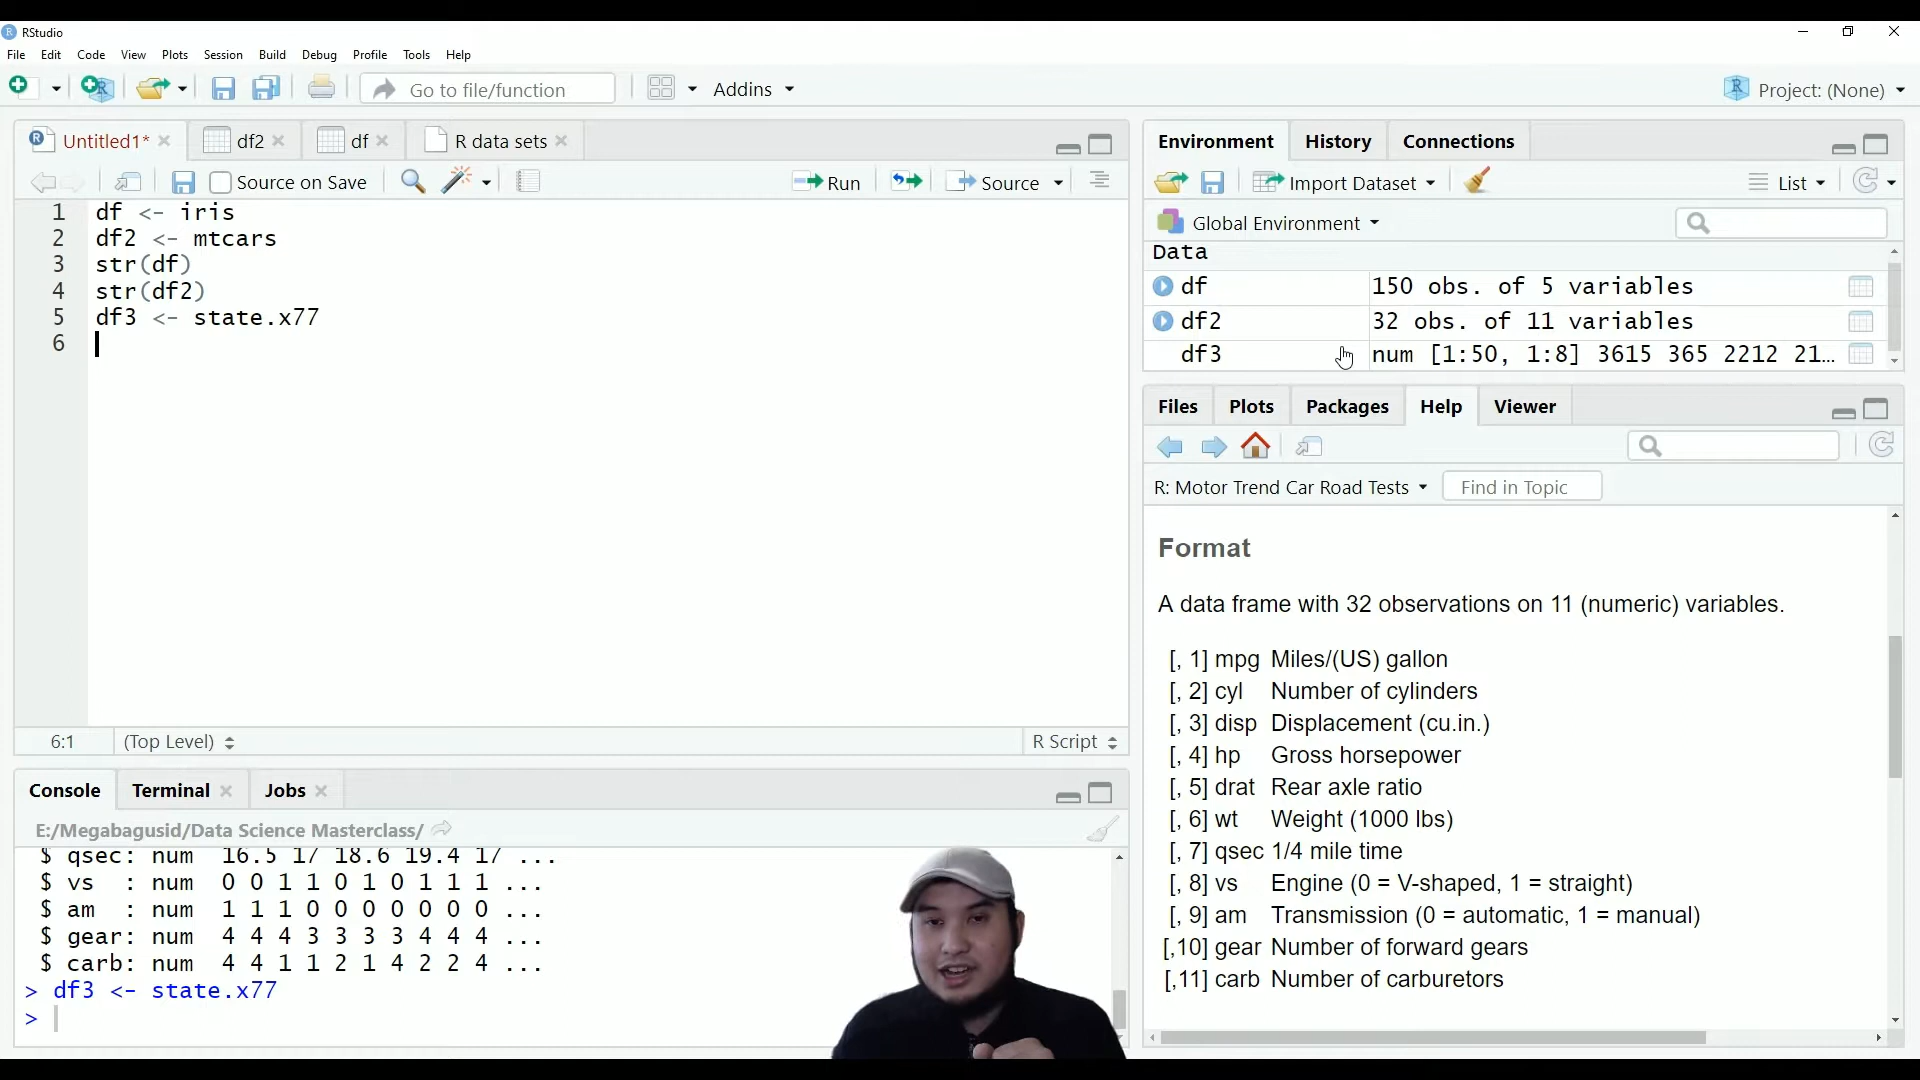 RStudio
File Edit Code View Plots Session Build Debug Profile Tools Help
Go to file/function Addins Project: (None)
Untitled1* df2 df R data sets
Source on Save Run Source
1 df <- iris
2 df2 <- mtcars
3 str(df)
4 str(df2)
5 df3 <- state.x77
6
6:1 (Top Level) R Script
Console Terminal Jobs
E:/Megabagusid/Data Science Masterclass/
$ qsec: num 16.5 17 18.6 19.4 17 ...
$ vs : num 0 0 1 1 0 1 0 1 1 1 ...
$ am : num 1 1 1 0 0 0 0 0 0 0 ...
$ gear: num 4 4 4 3 3 3 3 4 4 4 ...
$ carb: num 4 4 1 1 2 1 4 2 2 4 ...
> df3 <- state.x77
>
Environment History Connections
Import Dataset List
Global Environment
Data
df 150 obs. of 5 variables
df2 32 obs. of 11 variables
df3 num [1:50, 1:8] 3615 365 2212 21...
Files Plots Packages Help Viewer
R: Motor Trend Car Road Tests Find in Topic
Format
A data frame with 32 observations on 11 (numeric) variables.
[, 1] mpg Miles/(US) gallon
[, 2] cyl Number of cylinders
[, 3] disp Displacement (cu.in.)
[, 4] hp Gross horsepower
[, 5] drat Rear axle ratio
[, 6] wt Weight (1000 lbs)
[, 7] qsec 1/4 mile time
[, 8] vs Engine (0 = V-shaped, 1 = straight)
[, 9] am Transmission (0 = automatic, 1 = manual)
[,10] gear Number of forward gears
[,11] carb Number of carburetors